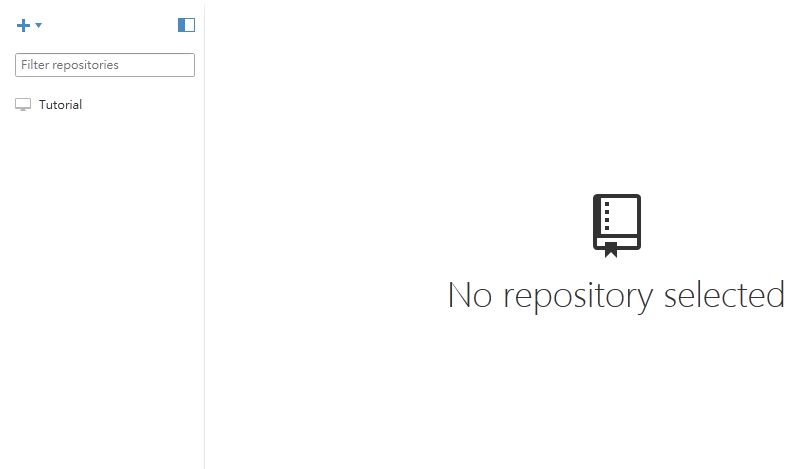 Filter repositories
Tutorial
No repository selected